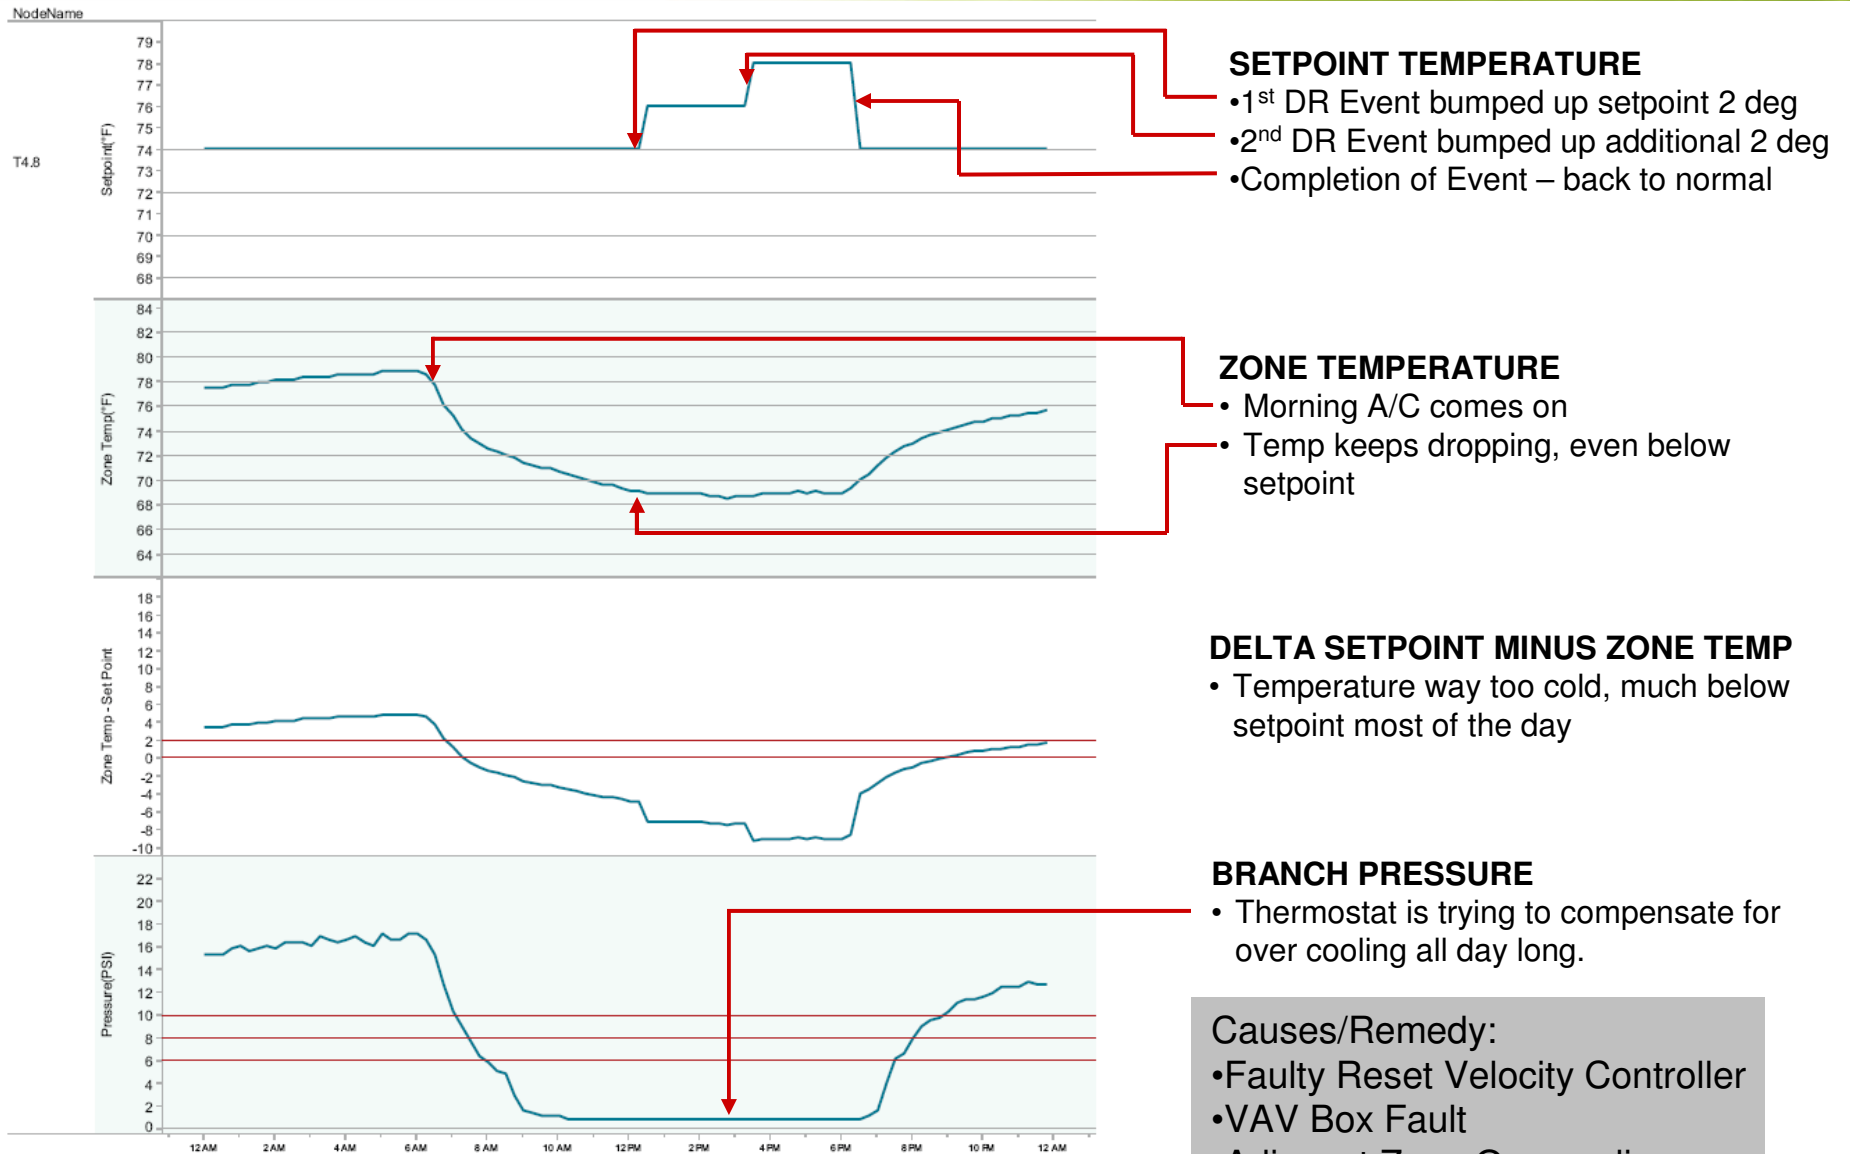 NodeName
T4.8
Setpoint(°F)
79
78
77
76
75
74
73
72
71
70
69
68
SETPOINT TEMPERATURE
•1st DR Event bumped up setpoint 2 deg
•2nd DR Event bumped up additional 2 deg
•Completion of Event – back to normal
Zone Temp(°F)
84
82
80
78
76
74
72
70
68
66
64
ZONE TEMPERATURE
• Morning A/C comes on
• Temp keeps dropping, even below
setpoint
Zone Temp - Set Point
18
16
14
12
10
8
6
4
2
0
-2
-4
-6
-8
-10
DELTA SETPOINT MINUS ZONE TEMP
• Temperature way too cold, much below
setpoint most of the day
Pressure(PSI)
22
20
18
16
14
12
10
8
6
4
2
0
BRANCH PRESSURE
• Thermostat is trying to compensate for
over cooling all day long.
12 AM 2 AM 4 AM 6 AM 8 AM 10 AM 12 PM 2 PM 4 PM 6 PM 8 PM 10 PM 12 AM
Causes/Remedy:
•Faulty Reset Velocity Controller
•VAV Box Fault